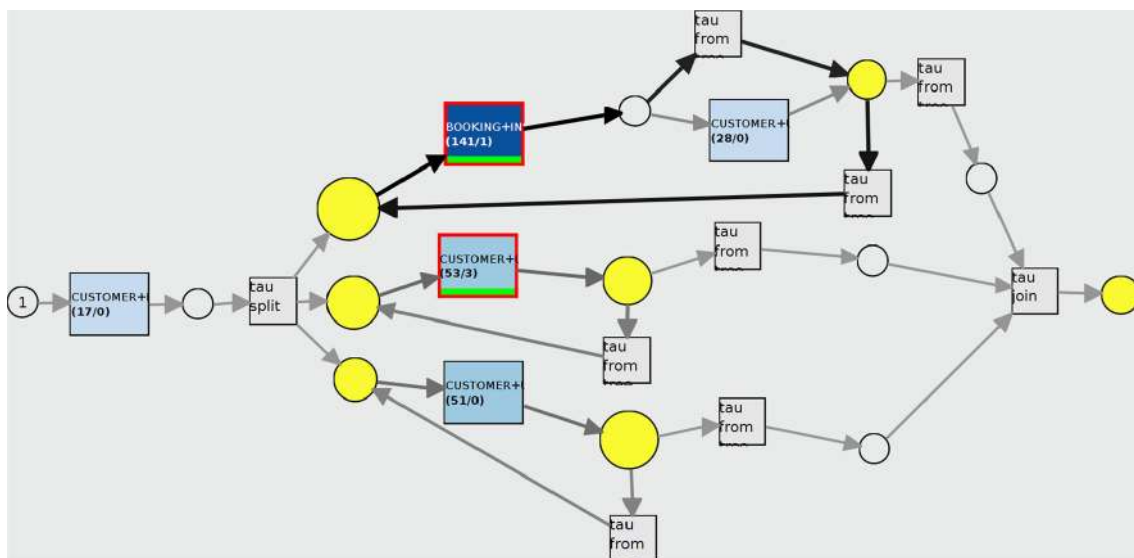 tau
from
tau
from
BOOKING+IN
(141/1)
CUSTOMER+
(28/0)
tau
from
CUSTOMER+
(53/3)
tau
from
1
CUSTOMER+
(17/0)
tau
split
tau
join
tau
from
CUSTOMER+
(51/0)
tau
from
tau
from